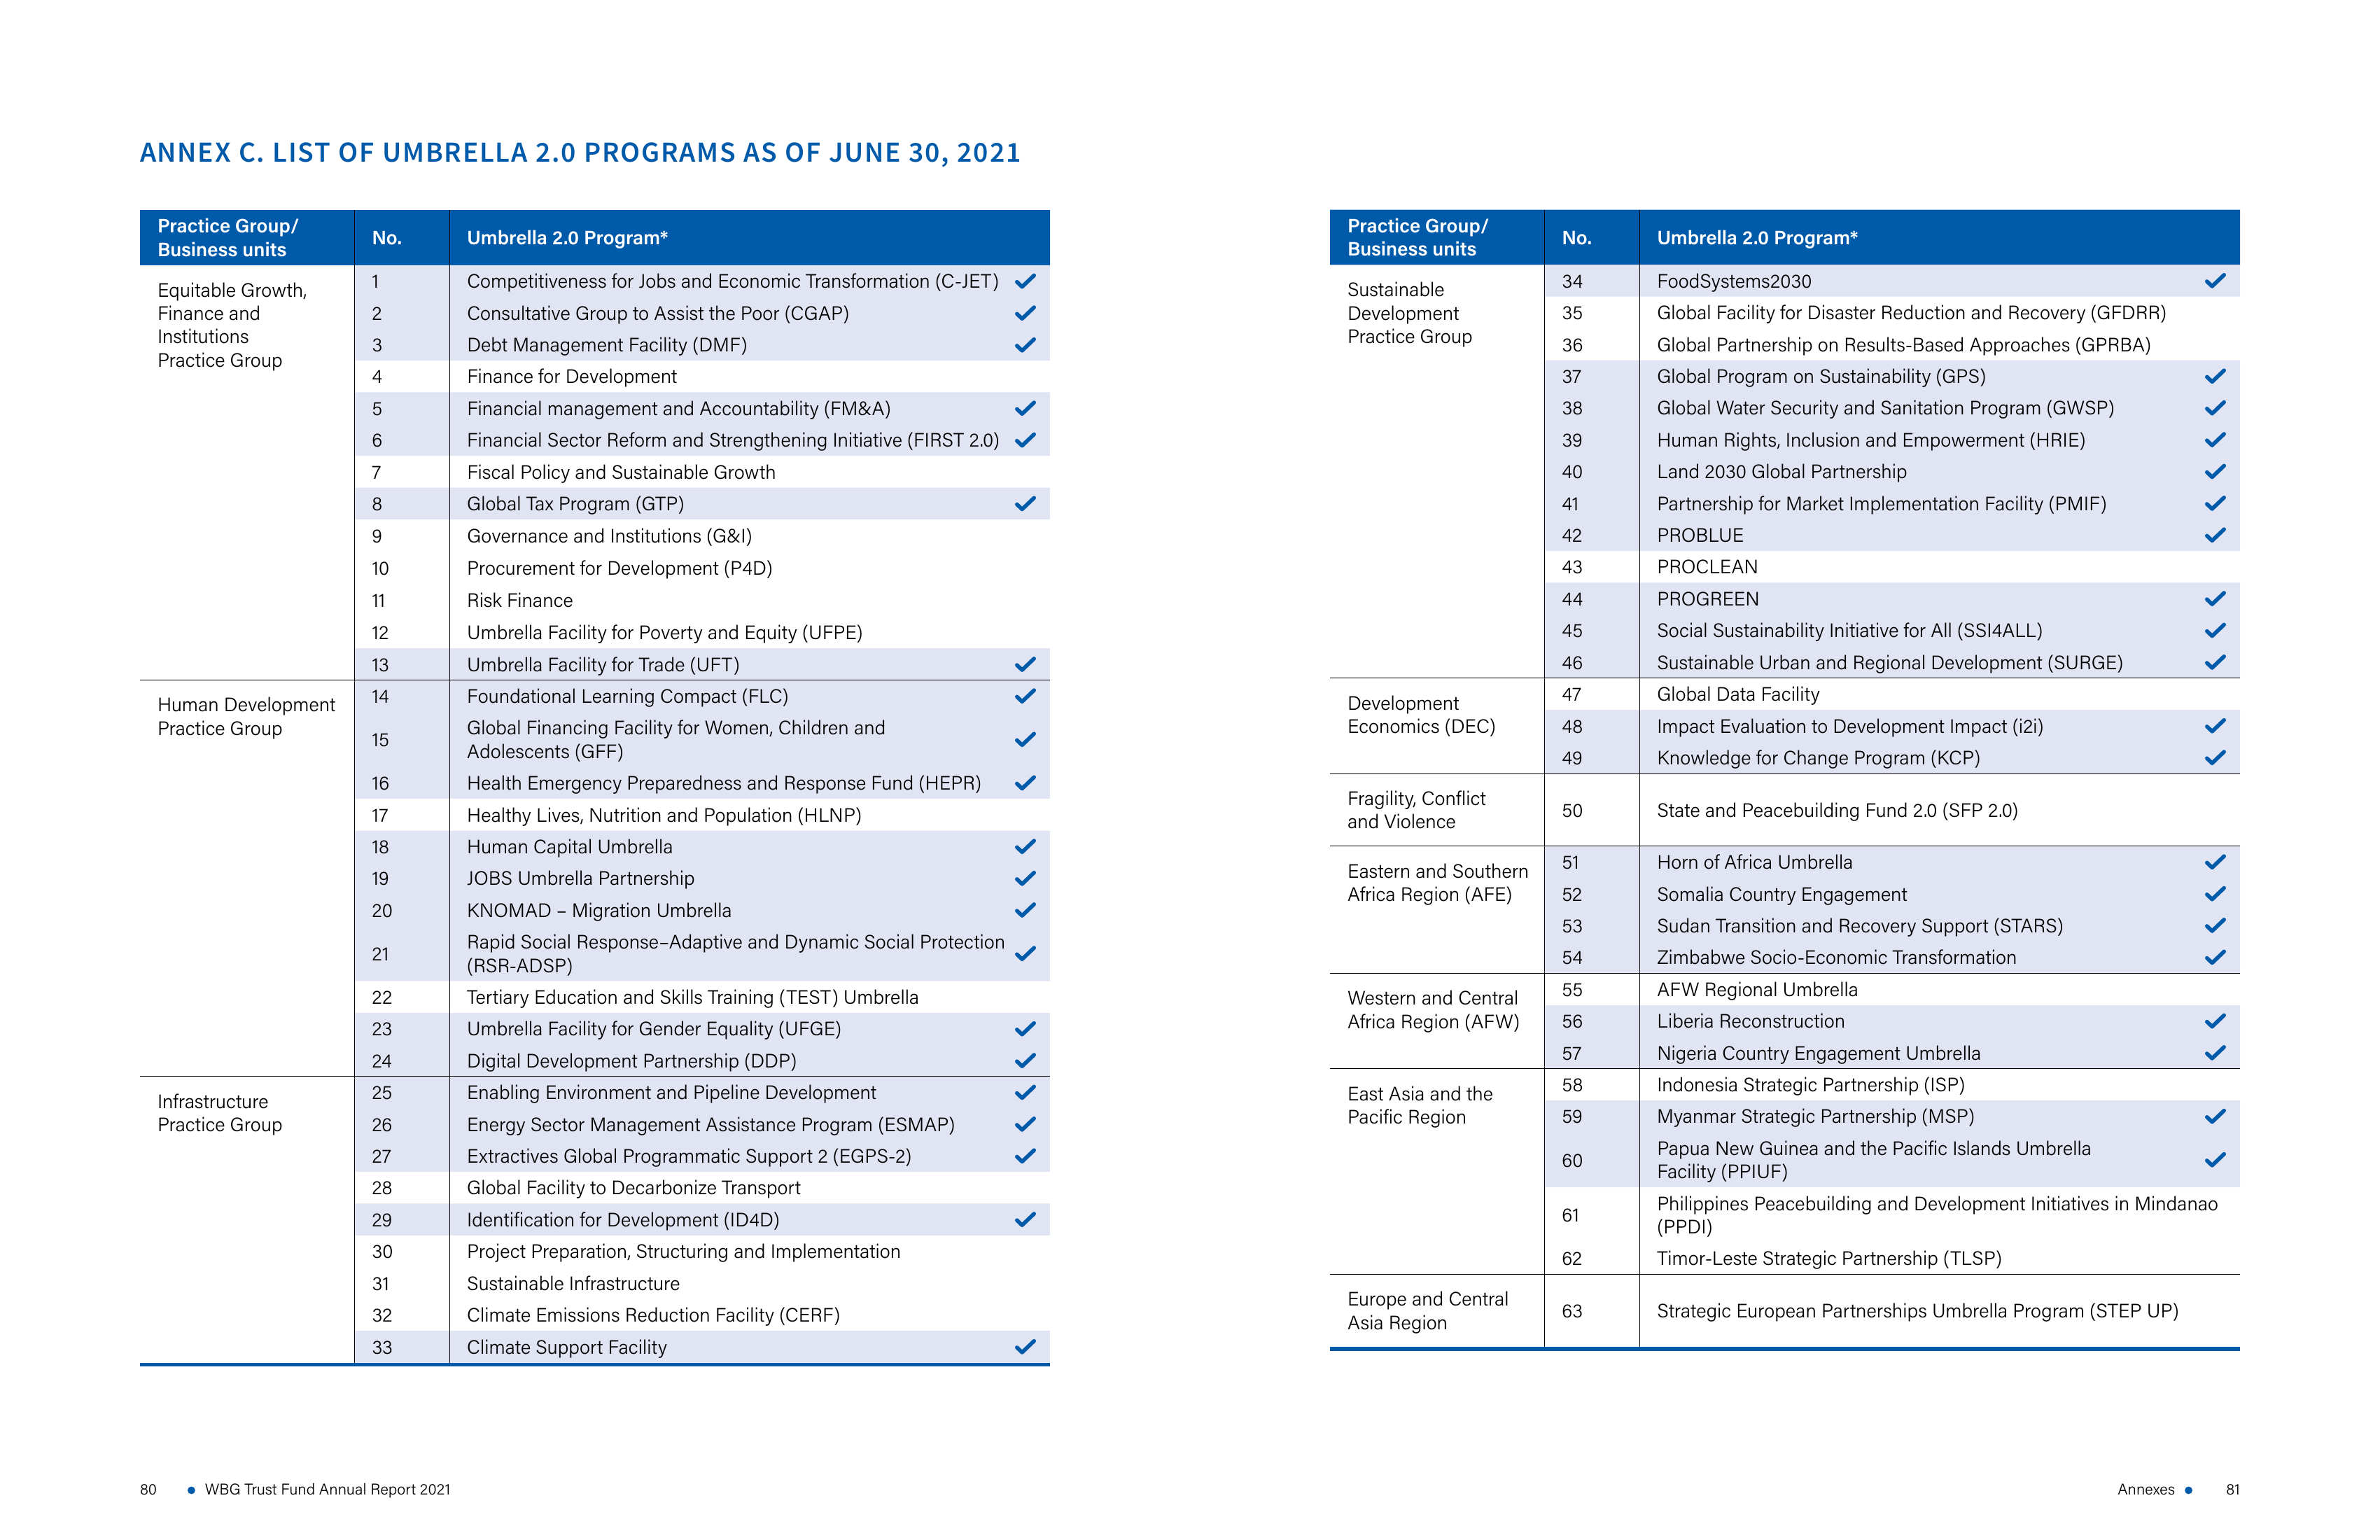 ANNEX C. LIST OF UMBRELLA 2.0 PROGRAMS AS OF JUNE 30, 2021
Practice Group/
Business units
No.
Umbrella 2.0 Program*
Equitable Growth,
Finance and
Institutions
Practice Group
1 Competitiveness for Jobs and Economic Transformation (C-JET) ✓
2 Consultative Group to Assist the Poor (CGAP) ✓
3 Debt Management Facility (DMF) ✓
4 Finance for Development
5 Financial management and Accountability (FM&A) ✓
6 Financial Sector Reform and Strengthening Initiative (FIRST 2.0) ✓
7 Fiscal Policy and Sustainable Growth
8 Global Tax Program (GTP) ✓
9 Governance and Institutions (G&I)
10 Procurement for Development (P4D)
11 Risk Finance
12 Umbrella Facility for Poverty and Equity (UFPE)
13 Umbrella Facility for Trade (UFT) ✓
Human Development
Practice Group
14 Foundational Learning Compact (FLC) ✓
15 Global Financing Facility for Women, Children and
Adolescents (GFF) ✓
16 Health Emergency Preparedness and Response Fund (HEPR) ✓
17 Healthy Lives, Nutrition and Population (HLNP)
18 Human Capital Umbrella ✓
19 JOBS Umbrella Partnership ✓
20 KNOMAD – Migration Umbrella ✓
21 Rapid Social Response–Adaptive and Dynamic Social Protection
(RSR-ADSP) ✓
22 Tertiary Education and Skills Training (TEST) Umbrella
23 Umbrella Facility for Gender Equality (UFGE) ✓
24 Digital Development Partnership (DDP) ✓
Infrastructure
Practice Group
25 Enabling Environment and Pipeline Development ✓
26 Energy Sector Management Assistance Program (ESMAP) ✓
27 Extractives Global Programmatic Support 2 (EGPS-2) ✓
28 Global Facility to Decarbonize Transport
29 Identification for Development (ID4D) ✓
30 Project Preparation, Structuring and Implementation
31 Sustainable Infrastructure
32 Climate Emissions Reduction Facility (CERF)
33 Climate Support Facility ✓
80 • WBG Trust Fund Annual Report 2021
Practice Group/
Business units
No.
Umbrella 2.0 Program*
Sustainable
Development
Practice Group
34 FoodSystems2030 ✓
35 Global Facility for Disaster Reduction and Recovery (GFDRR)
36 Global Partnership on Results-Based Approaches (GPRBA)
37 Global Program on Sustainability (GPS) ✓
38 Global Water Security and Sanitation Program (GWSP) ✓
39 Human Rights, Inclusion and Empowerment (HRIE) ✓
40 Land 2030 Global Partnership ✓
41 Partnership for Market Implementation Facility (PMIF) ✓
42 PROBLUE ✓
43 PROCLEAN
44 PROGREEN ✓
45 Social Sustainability Initiative for All (SSI4ALL) ✓
46 Sustainable Urban and Regional Development (SURGE) ✓
Development
Economics (DEC)
47 Global Data Facility
48 Impact Evaluation to Development Impact (i2i) ✓
49 Knowledge for Change Program (KCP) ✓
Fragility, Conflict
and Violence
50 State and Peacebuilding Fund 2.0 (SFP 2.0)
Eastern and Southern
Africa Region (AFE)
51 Horn of Africa Umbrella ✓
52 Somalia Country Engagement ✓
53 Sudan Transition and Recovery Support (STARS) ✓
54 Zimbabwe Socio-Economic Transformation ✓
Western and Central
Africa Region (AFW)
55 AFW Regional Umbrella
56 Liberia Reconstruction ✓
57 Nigeria Country Engagement Umbrella ✓
East Asia and the
Pacific Region
58 Indonesia Strategic Partnership (ISP)
59 Myanmar Strategic Partnership (MSP) ✓
60 Papua New Guinea and the Pacific Islands Umbrella
Facility (PPIUF) ✓
61 Philippines Peacebuilding and Development Initiatives in Mindanao
(PPDI)
62 Timor-Leste Strategic Partnership (TLSP)
Europe and Central
Asia Region
63 Strategic European Partnerships Umbrella Program (STEP UP)
Annexes • 81